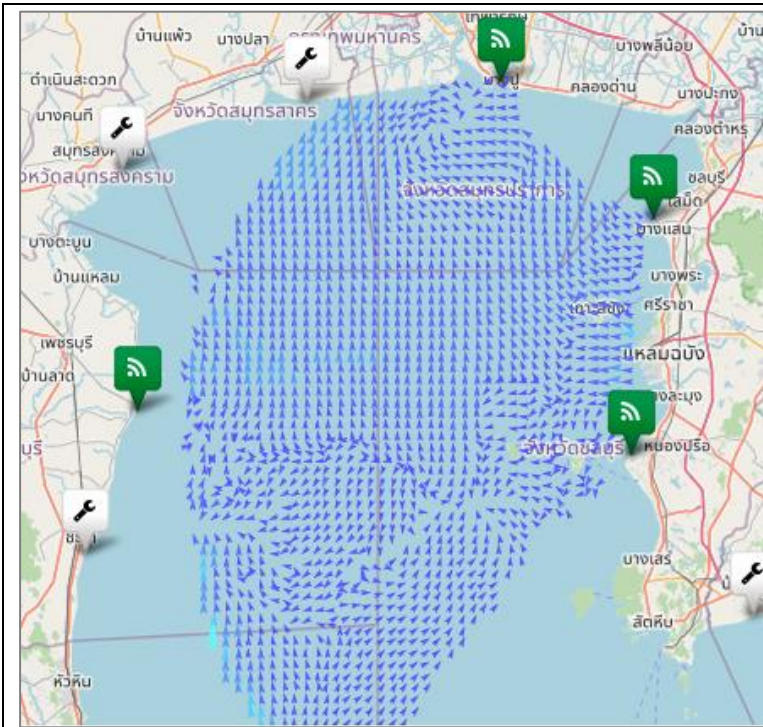 บ้านแพ้ว
บางปลา
กรุงเทพมหานคร
บางพลีน้อย
ดำเนินสะดวก
คลองด่าน
บางปะกง
บางคนที
จังหวัดสมุทรสาคร
คลองตำหรุ
ชลบุรี
จังหวัดสมุทรปราการ
เสม็ด
บางแสน
บางตะบูน
บ้านแหลม
บางพระ
เกาะสีชัง
ศรีราชา
เพชรบุรี
แหลมฉบัง
บ้านลาด
จังหวัดชลบุรี
หนองปรือ
บางเสร่
สัตหีบ
หัวหิน